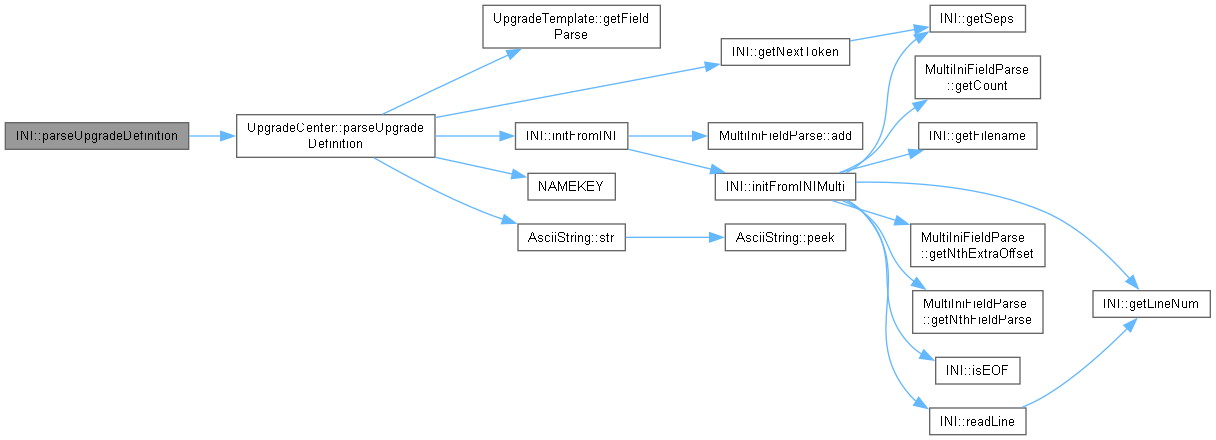 INI::parseUpgradeDefinition
UpgradeCenter::parseUpgrade
Definition
UpgradeTemplate::getField
Parse
INI::getNextToken
INI::initFromINI
NAMEKEY
AsciiString::str
MultiIniFieldParse::add
INI::initFromINIMulti
AsciiString::peek
INI::getSeps
MultiIniFieldParse
::getCount
INI::getFilename
MultiIniFieldParse
::getNthExtraOffset
MultiIniFieldParse
::getNthFieldParse
INI::isEOF
INI::readLine
INI::getLineNum